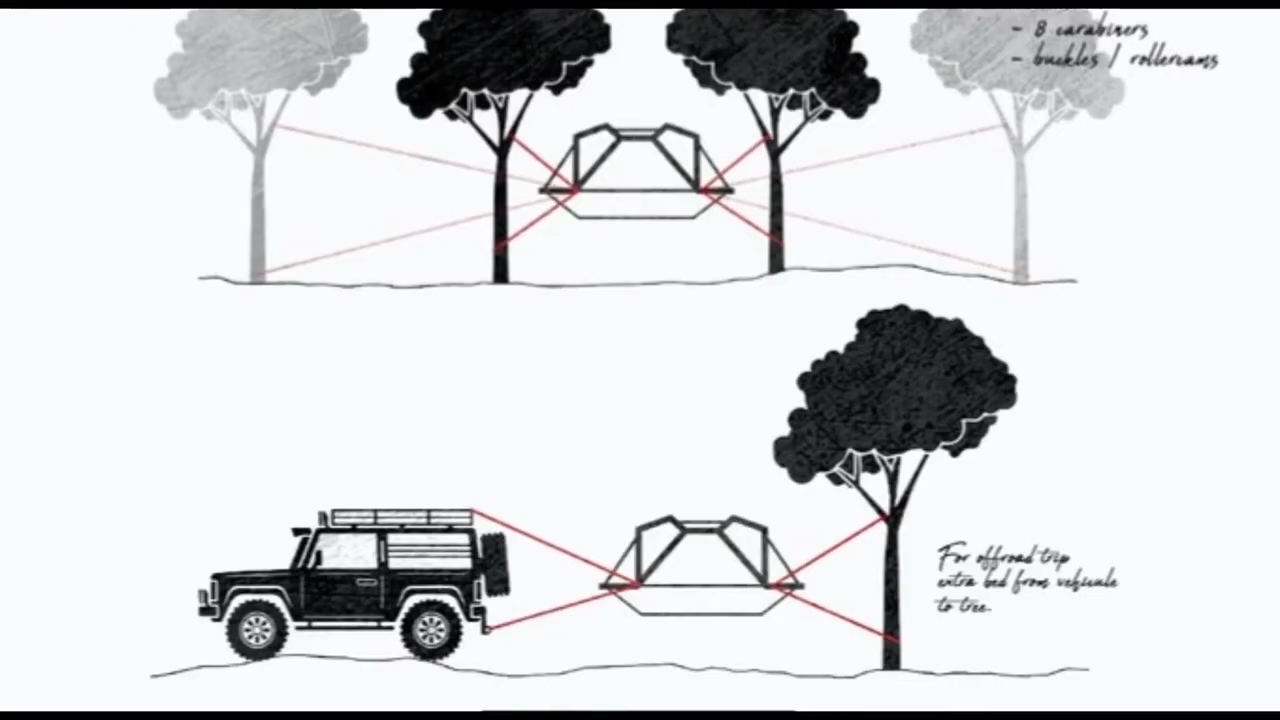 - 8 carabiners
- buckles / rollercams
For offroad trip
extra bed from vehicule
to tree.